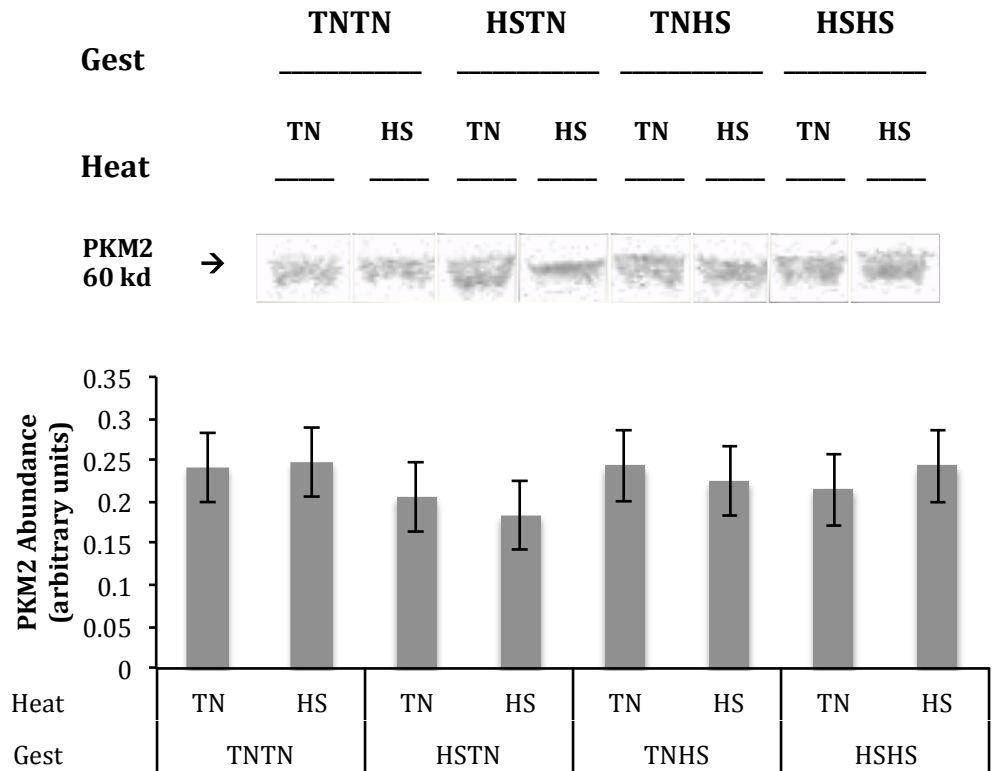 TNTN HSTN TNHS HSHS
Gest
TN HS TN HS TN HS TN HS
Heat
PKM2
60 kd →
0.35
0.3
0.25
0.2
0.15
0.1
0.05
0
PKM2 Abundance
(arbitrary units)
Heat TN HS TN HS TN HS TN HS
Gest TNTN HSTN TNHS HSHS